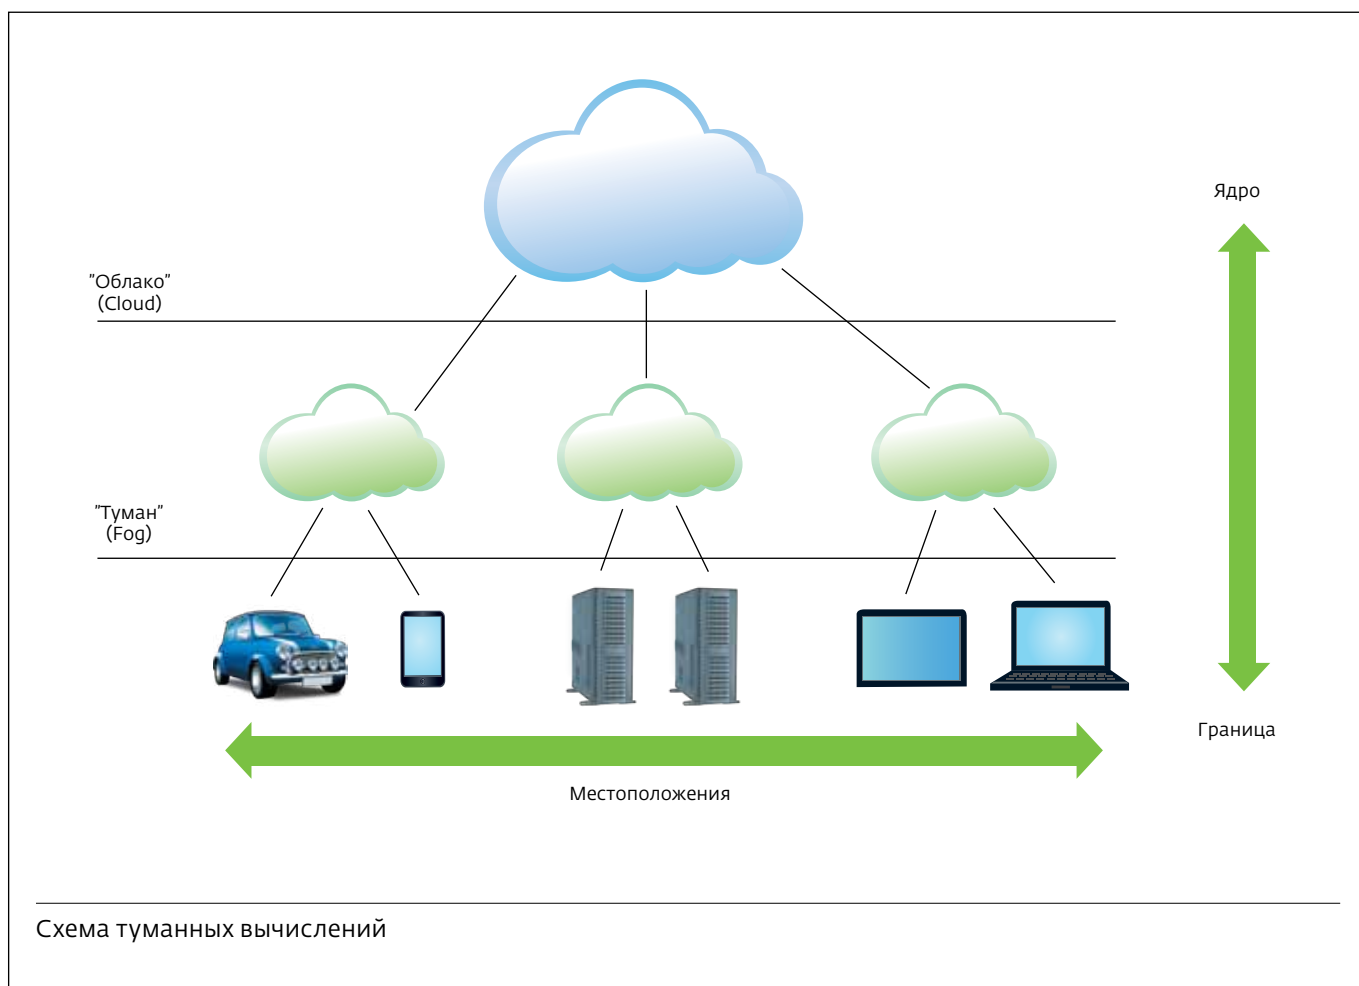 Ядро
"Облако"
(Cloud)
"Туман"
(Fog)
Граница
Местоположения
Схема туманных вычислений